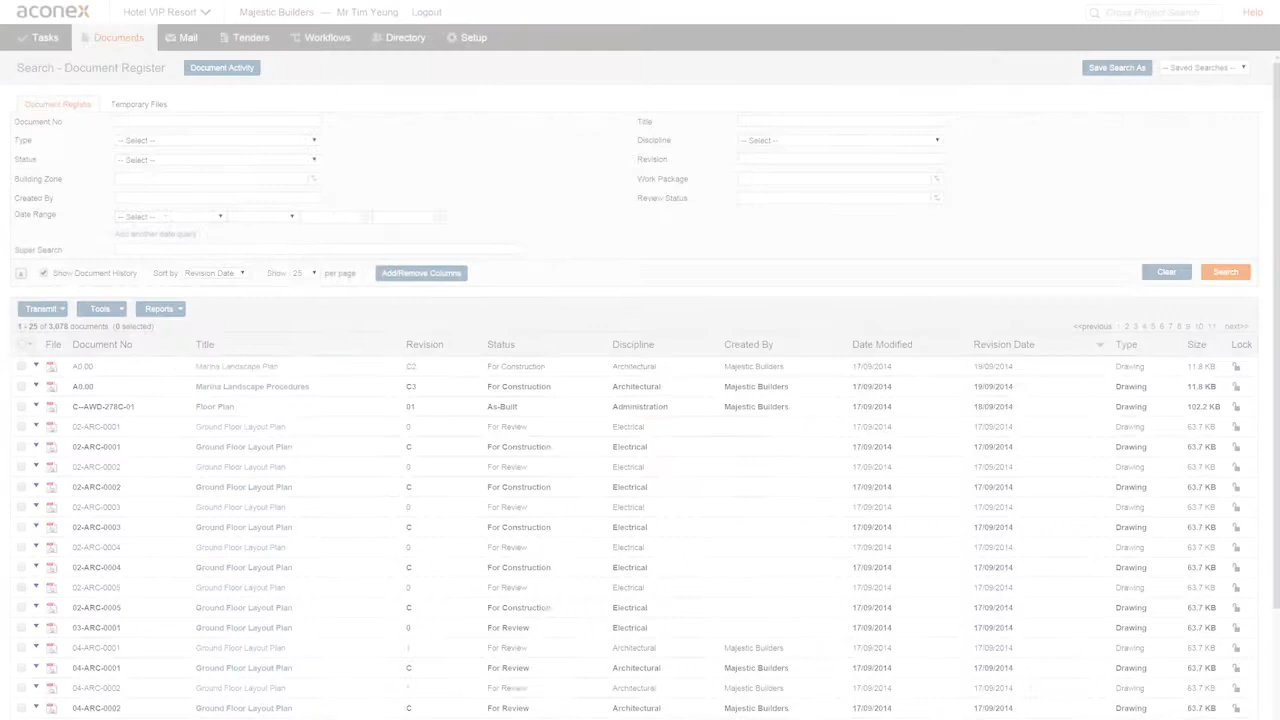 aconex Hotel VIP Resort Majestic Builders — Mr Tim Yeung Logout Cross Project Search Help
Tasks Documents Mail Tenders Workflows Directory Setup
Search - Document Register Document Activity Save Search As -- Saved Searches --
Document Register Temporary Files
Document No Title
Type -- Select -- Discipline -- Select --
Status -- Select -- Revision
Building Zone Work Package
Created By Review Status
Date Range -- Select --
Add another date query
Super Search
Show Document History Sort by Revision Date Show 25 per page Add/Remove Columns Clear Search
Transmit Tools Reports
1 - 25 of 3,078 documents (0 selected) <<previous 1 2 3 4 5 6 7 8 9 10 11 next>>
File Document No Title Revision Status Discipline Created By Date Modified Revision Date Type Size Lock
A0.00 Marina Landscape Plan C2 For Construction Architectural Majestic Builders 17/09/2014 19/09/2014 Drawing 11.8 KB
A0.00 Marina Landscape Procedures C3 For Construction Architectural Majestic Builders 17/09/2014 19/09/2014 Drawing 11.8 KB
C--AWD-278C-01 Floor Plan 01 As-Built Administration Majestic Builders 17/09/2014 18/09/2014 Drawing 102.2 KB
02-ARC-0001 Ground Floor Layout Plan 0 For Review Electrical 17/09/2014 17/09/2014 Drawing 63.7 KB
02-ARC-0001 Ground Floor Layout Plan C For Construction Electrical 17/09/2014 17/09/2014 Drawing 63.7 KB
02-ARC-0002 Ground Floor Layout Plan 0 For Review Electrical 17/09/2014 17/09/2014 Drawing 63.7 KB
02-ARC-0002 Ground Floor Layout Plan C For Construction Electrical 17/09/2014 17/09/2014 Drawing 63.7 KB
02-ARC-0003 Ground Floor Layout Plan 0 For Review Electrical 17/09/2014 17/09/2014 Drawing 63.7 KB
02-ARC-0003 Ground Floor Layout Plan C For Construction Electrical 17/09/2014 17/09/2014 Drawing 63.7 KB
02-ARC-0004 Ground Floor Layout Plan 0 For Review Electrical 17/09/2014 17/09/2014 Drawing 63.7 KB
02-ARC-0004 Ground Floor Layout Plan C For Construction Electrical 17/09/2014 17/09/2014 Drawing 63.7 KB
02-ARC-0005 Ground Floor Layout Plan 0 For Review Electrical 17/09/2014 17/09/2014 Drawing 63.7 KB
02-ARC-0005 Ground Floor Layout Plan C For Construction Electrical 17/09/2014 17/09/2014 Drawing 63.7 KB
03-ARC-0001 Ground Floor Layout Plan 0 For Review Electrical 17/09/2014 17/09/2014 Drawing 63.7 KB
04-ARC-0001 Ground Floor Layout Plan For Review Architectural Majestic Builders 17/09/2014 17/09/2014 Drawing 63.7 KB
04-ARC-0001 Ground Floor Layout Plan C For Review Architectural Majestic Builders 17/09/2014 17/09/2014 Drawing 63.7 KB
04-ARC-0002 Ground Floor Layout Plan For Review Architectural Majestic Builders 17/09/2014 17/09/2014 Drawing 63.7 KB
04-ARC-0002 Ground Floor Layout Plan C For Review Architectural Majestic Builders 17/09/2014 17/09/2014 Drawing 63.7 KB